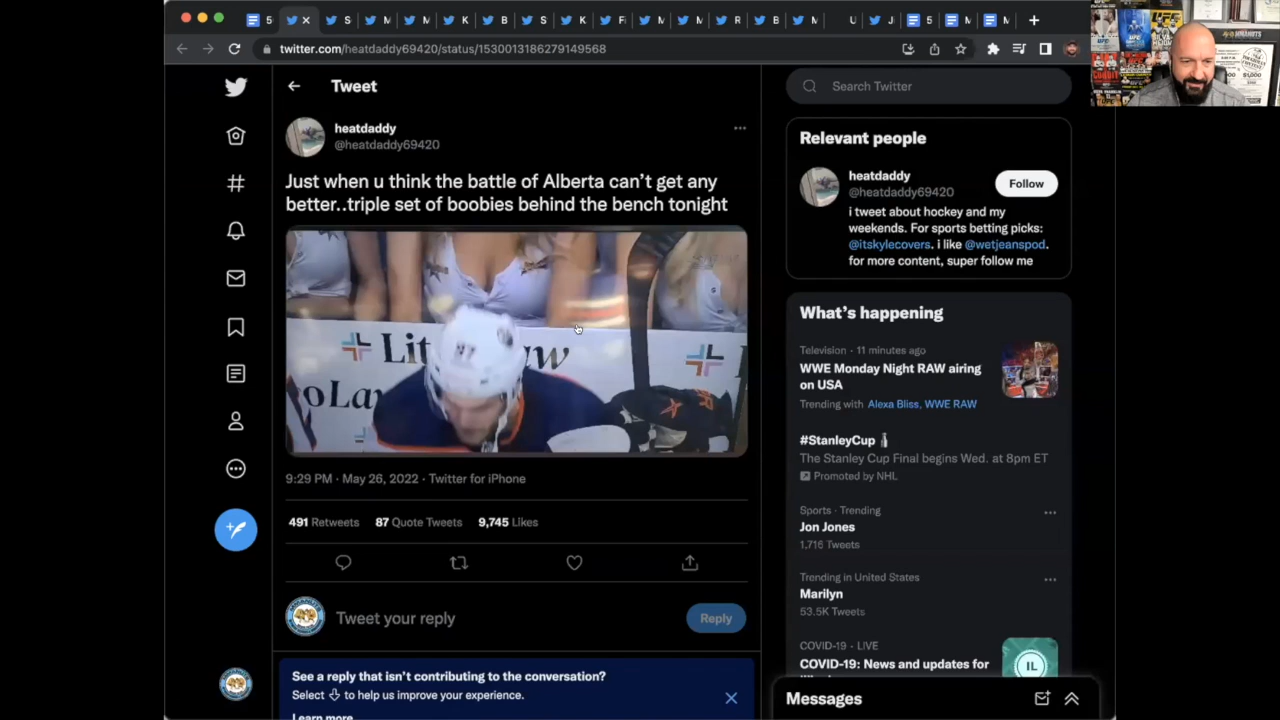 5
S
M
M
K
B
S
K
Fi
M
M
R
B
M
U
J
5
M
M
twitter.com/heatdaddy69420/status/1530013186279149568
Tweet
Search Twitter
heatdaddy
@heatdaddy69420
Just when u think the battle of Alberta can't get any
better..triple set of boobies behind the bench tonight
9:29 PM · May 26, 2022 · Twitter for iPhone
491 Retweets 87 Quote Tweets 9,745 Likes
Tweet your reply
Reply
See a reply that isn't contributing to the conversation?
Select to help us improve your experience.
Learn more
Relevant people
heatdaddy
@heatdaddy69420
Follow
i tweet about hockey and my
weekends. For sports betting picks:
@itskylecovers. i like @wetjeanspod.
for more content, super follow me
What's happening
Television · 11 minutes ago
WWE Monday Night RAW airing
on USA
Trending with Alexa Bliss, WWE RAW
#StanleyCup
The Stanley Cup Final begins Wed. at 8pm ET
Promoted by NHL
Sports · Trending
Jon Jones
1,716 Tweets
Trending in United States
Marilyn
53.5K Tweets
COVID-19 · LIVE
COVID-19: News and updates for
IL
Messages